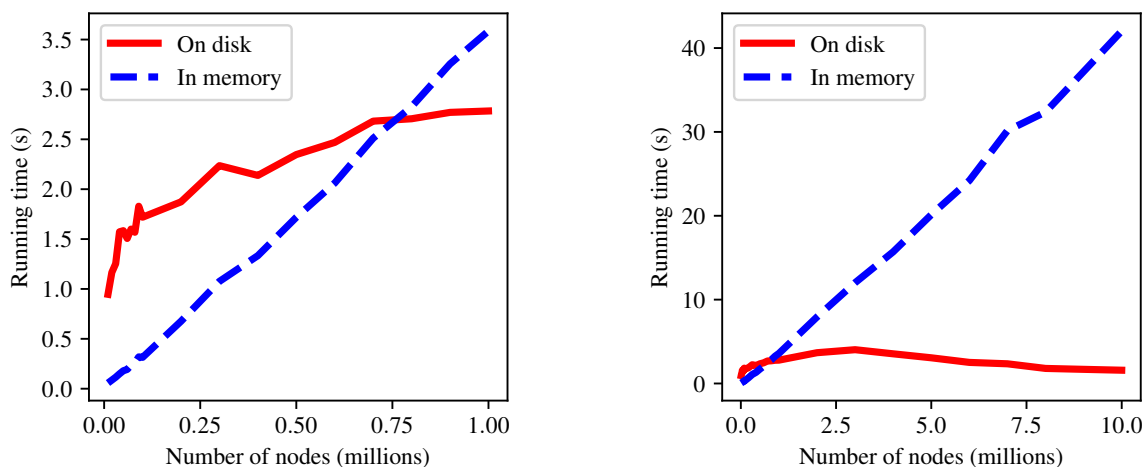 On disk
In memory
3.5
3.0
2.5
2.0
1.5
1.0
0.5
0.0
Running time (s)
0.00 0.25 0.50 0.75 1.00
Number of nodes (millions)
On disk
In memory
40
30
20
10
0
Running time (s)
0.0 2.5 5.0 7.5 10.0
Number of nodes (millions)